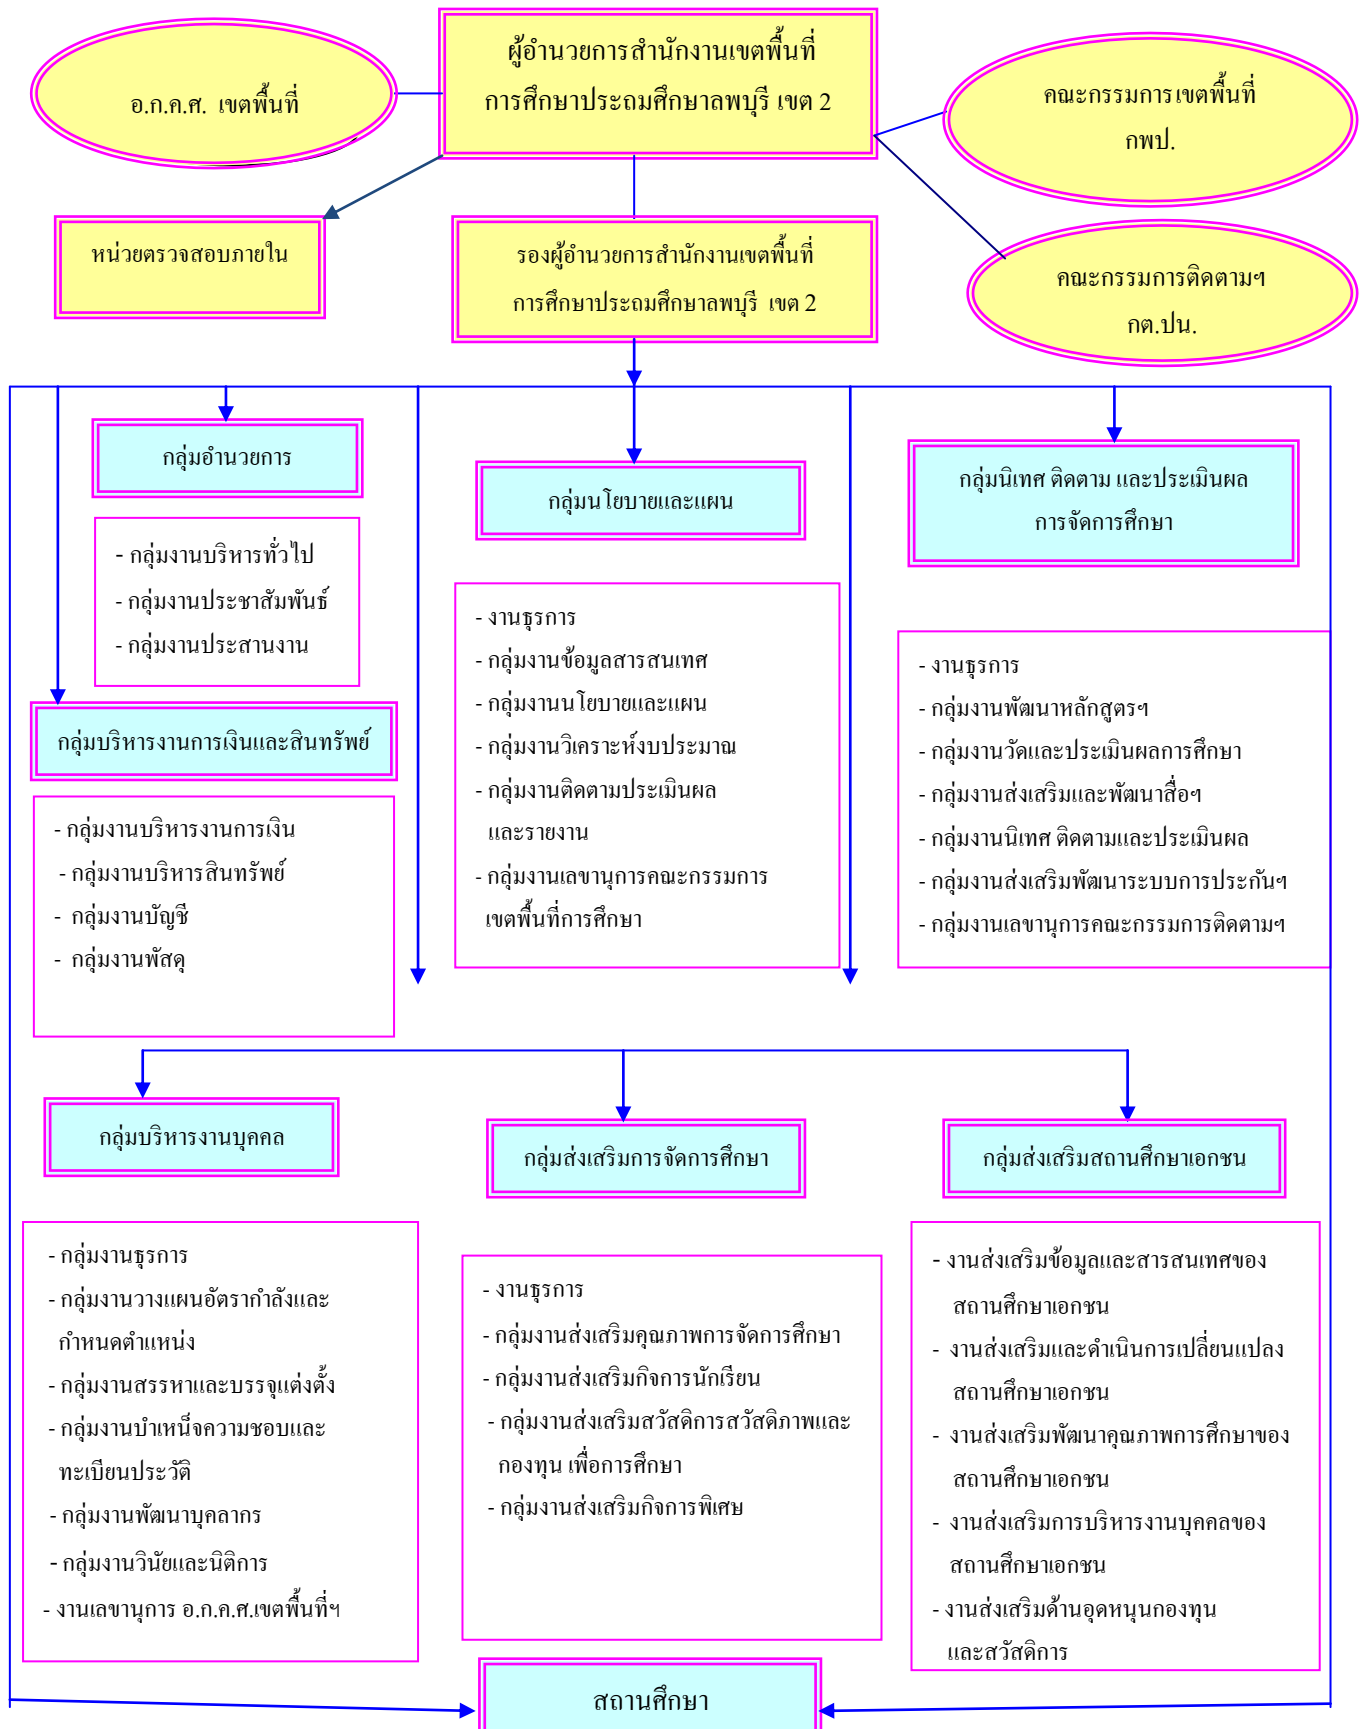 ผู้อำนวยการสำนักงานเขตพื้นที่
การศึกษาประถมศึกษาลพบุรี เขต 2
อ.ก.ค.ศ. เขตพื้นที่
คณะกรรมการเขตพื้นที่
กพป.
หน่วยตรวจสอบภายใน
รองผู้อำนวยการสำนักงานเขตพื้นที่
การศึกษาประถมศึกษาลพบุรี เขต 2
คณะกรรมการติดตามฯ
กต.ปน.
กลุ่มอำนวยการ
- กลุ่มงานบริหารทั่วไป
- กลุ่มงานประชาสัมพันธ์
- กลุ่มงานประสานงาน
กลุ่มบริหารงานการเงินและสินทรัพย์
- กลุ่มงานบริหารงานการเงิน
- กลุ่มงานบริหารสินทรัพย์
- กลุ่มงานบัญชี
- กลุ่มงานพัสดุ
กลุ่มนโยบายและแผน
- งานธุรการ
- กลุ่มงานข้อมูลสารสนเทศ
- กลุ่มงานนโยบายและแผน
- กลุ่มงานวิเคราะห์งบประมาณ
- กลุ่มงานติดตามประเมินผล
และรายงาน
- กลุ่มงานเลขานุการคณะกรรมการ
เขตพื้นที่การศึกษา
กลุ่มนิเทศ ติดตาม และประเมินผล
การจัดการศึกษา
- งานธุรการ
- กลุ่มงานพัฒนาหลักสูตรฯ
- กลุ่มงานวัดและประเมินผลการศึกษา
- กลุ่มงานส่งเสริมและพัฒนาสื่อฯ
- กลุ่มงานนิเทศ ติดตามและประเมินผล
- กลุ่มงานส่งเสริมพัฒนาระบบการประกันฯ
- กลุ่มงานเลขานุการคณะกรรมการติดตามฯ
กลุ่มบริหารงานบุคคล
- กลุ่มงานธุรการ
- กลุ่มงานวางแผนอัตรากำลังและ
กำหนดตำแหน่ง
- กลุ่มงานสรรหาและบรรจุแต่งตั้ง
- กลุ่มงานบำเหน็จความชอบและ
ทะเบียนประวัติ
- กลุ่มงานพัฒนาบุคลากร
- กลุ่มงานวินัยและนิติการ
- งานเลขานุการ อ.ก.ค.ศ.เขตพื้นที่ฯ
กลุ่มส่งเสริมการจัดการศึกษา
- งานธุรการ
- กลุ่มงานส่งเสริมคุณภาพการจัดการศึกษา
- กลุ่มงานส่งเสริมกิจการนักเรียน
- กลุ่มงานส่งเสริมสวัสดิการสวัสดิภาพและ
กองทุน เพื่อการศึกษา
- กลุ่มงานส่งเสริมกิจการพิเศษ
กลุ่มส่งเสริมสถานศึกษาเอกชน
- งานส่งเสริมข้อมูลและสารสนเทศของ
สถานศึกษาเอกชน
- งานส่งเสริมและดำเนินการเปลี่ยนแปลง
สถานศึกษาเอกชน
- งานส่งเสริมพัฒนาคุณภาพการศึกษาของ
สถานศึกษาเอกชน
- งานส่งเสริมการบริหารงานบุคคลของ
สถานศึกษาเอกชน
- งานส่งเสริมด้านอุดหนุนกองทุน
และสวัสดิการ
สถานศึกษา